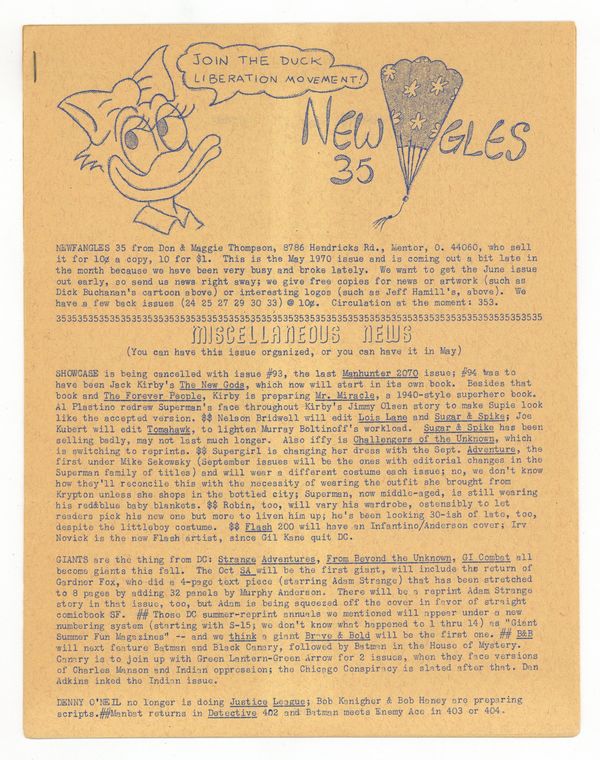 JOIN THE DUCK
LIBERATION MOVEMENT!
NEW GLES
35
NEWFANGLES 35 from Don & Maggie Thompson, 8786 Hendricks Rd., Mentor, O. 44060, who sell
it for 10¢ a copy, 10 for $1. This is the May 1970 issue and is coming out a bit late in
the month because we have been very busy and broke lately. We want to get the June issue
out early, so send us news right away; we give free copies for news or artwork (such as
Dick Buchanan's cartoon above) or interesting logos (such as Jeff Hamill's, above). We
have a few back issues (24 25 27 29 30 33) @ 10¢. Circulation at the moment: 353.
3535353535353535353535353535353535353535353535353535353535353535353535353535353535353535
MISCELLANEOUS NEWS
(You can have this issue organized, or you can have it in May)
SHOWCASE is being cancelled with issue #93, the last Manhunter 2070 issue; #94 was to
have been Jack Kirby's The New Gods, which now will start in its own book. Besides that
book and The Forever People, Kirby is preparing Mr. Miracle, a 1940-style superhero book.
Al Plastino redrew Superman's face throughout Kirby's Jimmy Olsen story to make Supie look
like the accepted version. $$ Nelson Bridwell will edit Lois Lane and Sugar & Spike; Joe
Kubert will edit Tomahawk, to lighten Murray Boltinoff's workload. Sugar & Spike has been
selling badly, may not last much longer. Also iffy is Challengers of the Unknown, which
is switching to reprints. $$ Supergirl is changing her dress with the Sept. Adventure, the
first under Mike Sekowsky (September issues will be the ones with editorial changes in the
Superman family of titles) and will wear a different costume each issue; no, we don't know
how they'll reconcile this with the necessity of wearing the outfit she brought from
Krypton unless she shops in the bottled city; Superman, now middle-aged, is still wearing
his red&blue baby blankets. $$ Robin, too, will vary his wardrobe, ostensibly to let
readers pick his new one but more to liven him up; he's been looking 30-ish of late, too,
despite the littleboy costume. $$ Flash 200 will have an Infantino/Anderson cover; Irv
Novick is the new Flash artist, since Gil Kane quit DC.
GIANTS are the thing from DC: Strange Adventures, From Beyond the Unknown, GI Combat all
become giants this fall. The Oct SA will be the first giant, will include the return of
Gardner Fox, who did a 4-page text piece (starring Adam Strange) that has been stretched
to 8 pages by adding 32 panels by Murphy Anderson. There will be a reprint Adam Strange
story in that issue, too, but Adam is being squeezed off the cover in favor of straight
comicbook SF. ## Those DC summer-reprint annuals we mentioned will appear under a new
numbering system (starting with S-15; we don't know what happened to 1 thru 14) as "Giant
Summer Fun Magazines" -- and we think a giant Brave & Bold will be the first one. ## B&B
will next feature Batman and Black Canary, followed by Batman in the House of Mystery.
Canary is to join up with Green Lantern-Green Arrow for 2 issues, when they face versions
of Charles Manson and Indian oppression; the Chicago Conspiracy is slated after that. Dan
Adkins inked the Indian issue.
DENNY O'NEIL no longer is doing Justice League; Bob Kanigher & Bob Haney are preparing
scripts.##Manbat returns in Detective 402 and Batman meets Enemy Ace in 403 or 404.